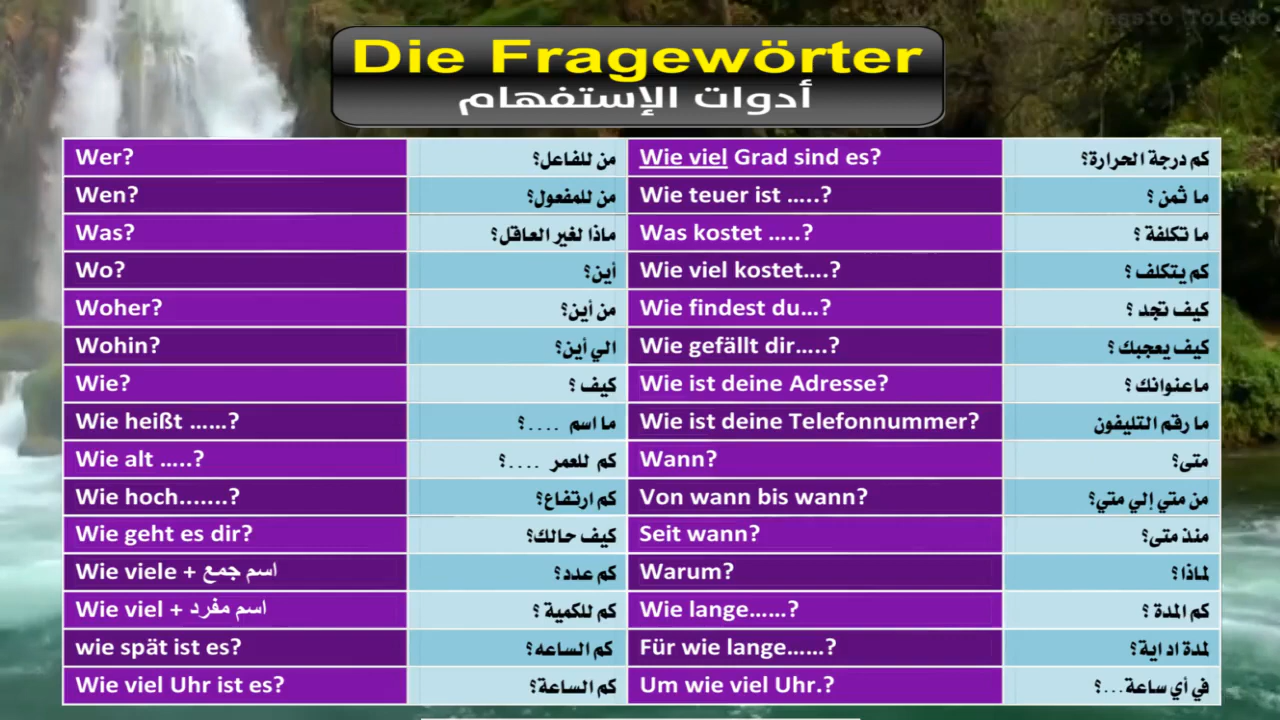 Die Fragewörter
أدوات الإستفهام
Wer? من للفاعل؟ Wie viel Grad sind es? كم درجة الحرارة؟
Wen? من للمفعول؟ Wie teuer ist .....? ما ثمن ؟
Was? ماذا لغير العاقل؟ Was kostet .....? ما تكلفة ؟
Wo? أين؟ Wie viel kostet....? كم يتكلف ؟
Woher? من أين؟ Wie findest du...? كيف تجد ؟
Wohin? الي أين؟ Wie gefällt dir.....? كيف يعجبك ؟
Wie? كيف ؟ Wie ist deine Adresse? ماعنوانك ؟
Wie heißt ......? ما اسم ....؟ Wie ist deine Telefonnummer? ما رقم التليفون
Wie alt .....? كم للعمر ....؟ Wann? متى؟
Wie hoch.......? كم ارتفاع؟ Von wann bis wann? من متي إلي متي؟
Wie geht es dir? كيف حالك؟ Seit wann? منذ متى؟
Wie viele + اسم جمع كم عدد؟ Warum? لماذا؟
Wie viel + اسم مفرد كم للكمية ؟ Wie lange......? كم المدة ؟
wie spät ist es? كم الساعه؟ Für wie lange......? لمدة اد اية؟
Wie viel Uhr ist es? كم الساعة؟ Um wie viel Uhr.? في أي ساعة...؟